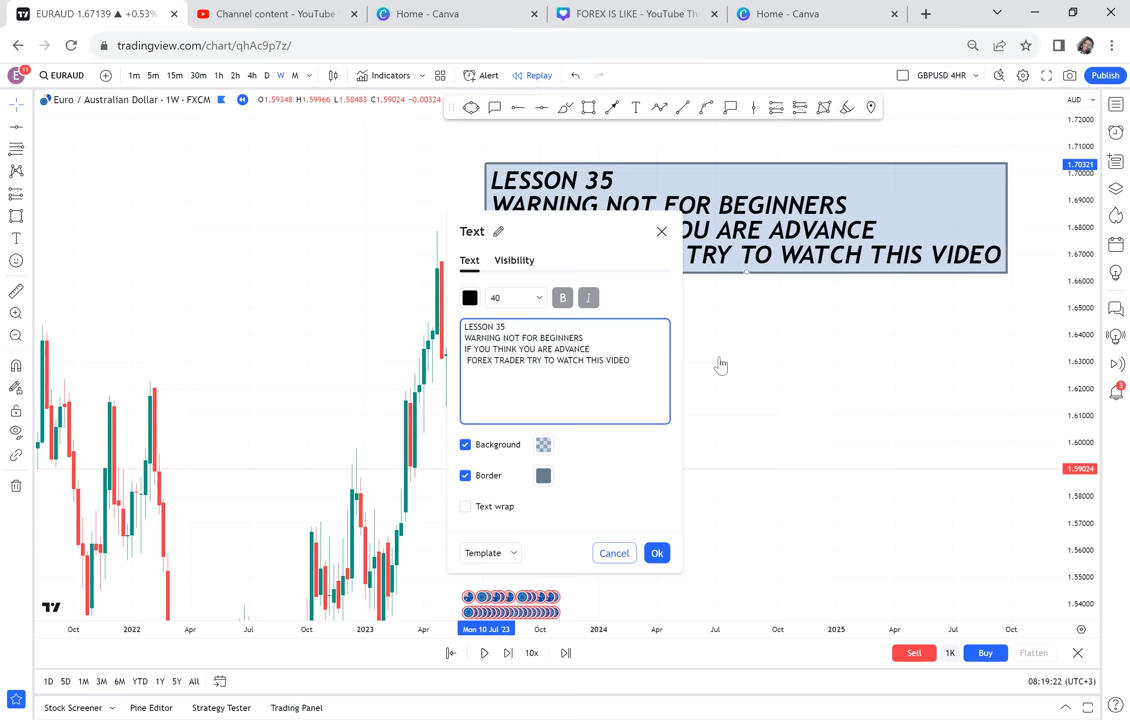 EURAUD 1.67139 ▲ +0.53%
Channel content - YouTube
Home - Canva
FOREX IS LIKE - YouTube Th
Home - Canva
tradingview.com/chart/qhAc9p7z/
E
11
EURAUD
1m 5m 15m 30m 1h 2h 4h D W M
Indicators
Alert
Replay
GBPUSD 4HR
Publish
Euro / Australian Dollar · 1W · FXCM
O1.59348 H1.59966 L1.58483 C1.59024 -0.00324
AUD
1.72000
1.71000
1.70321
1.70000
1.69000
1.68000
1.67000
1.66000
1.65000
1.64000
1.63000
1.62000
1.61000
1.60000
1.59024
1.58000
1.57000
1.56000
1.55000
1.54000
LESSON 35
WARNING NOT FOR BEGINNERS
OU ARE ADVANCE
TRY TO WATCH THIS VIDEO
Text
Text
Visibility
40
B
I
LESSON 35
WARNING NOT FOR BEGINNERS
IF YOU THINK YOU ARE ADVANCE
FOREX TRADER TRY TO WATCH THIS VIDEO
Background
Border
Text wrap
Template
Cancel
Ok
3
Oct 2022 Apr Jul Oct 2023 Apr Mon 10 Jul '23 Oct 2024 Apr Jul Oct 2025 Apr Jul Oct
10x
Sell
1K
Buy
Flatten
1D 5D 1M 3M 6M YTD 1Y 5Y All
08:19:22 (UTC+3)
Stock Screener
Pine Editor
Strategy Tester
Trading Panel